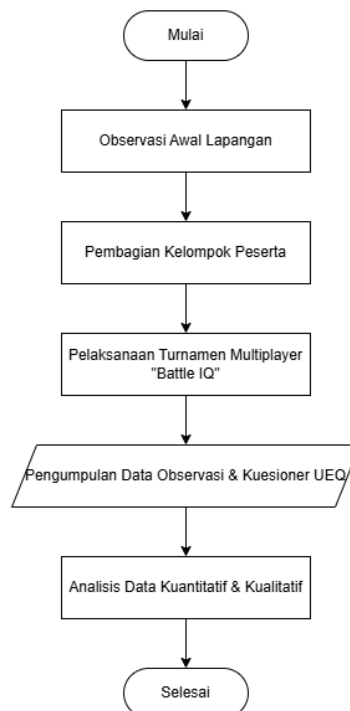 Mulai
Observasi Awal Lapangan
Pembagian Kelompok Peserta
Pelaksanaan Turnamen Multiplayer
"Battle IQ"
Pengumpulan Data Observasi & Kuesioner UEQ
Analisis Data Kuantitatif & Kualitatif
Selesai